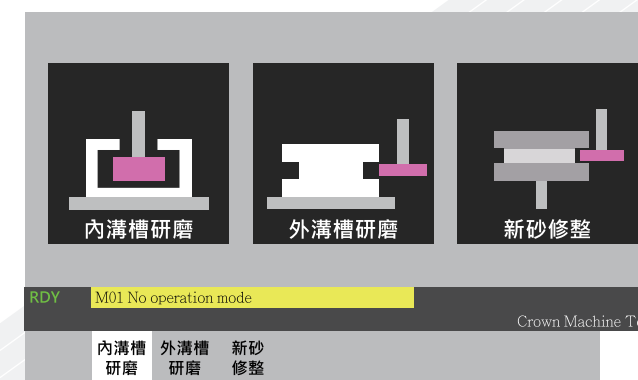 內溝槽研磨
外溝槽研磨
新砂修整
RDY
M01 No operation mode
Crown Machine
內溝槽
研磨
外溝槽
研磨
新砂
修整